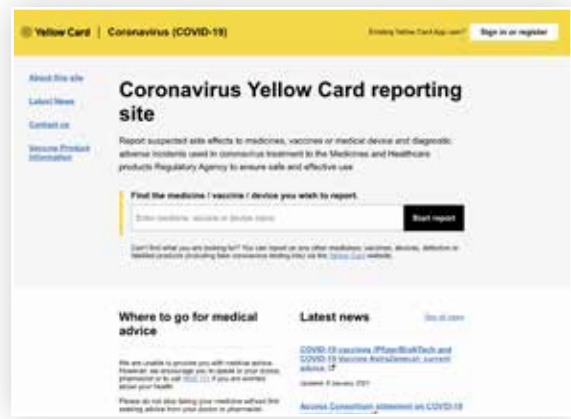 Yellow Card | Coronavirus (COVID-19)
Existing Yellow Card App user?
Sign in or register
About this site
Latest News
Contact us
Vaccine Product
Information
Coronavirus Yellow Card reporting
site
Report suspected side effects to medicines, vaccines or medical device and diagnostic
adverse incidents used in coronavirus treatment to the Medicines and Healthcare
products Regulatory Agency to ensure safe and effective use
Find the medicine / vaccine / device you wish to report.
Enter medicine, vaccine or device name
Start report
Can't find what you are looking for? You can report on any other medicines, vaccines, devices, defective or
falsified products (including fake coronavirus testing kits) via the Yellow Card website.
Where to go for medical
advice
We are unable to provide you with medical advice.
However, we encourage you to speak to your doctor,
pharmacist or to call NHS 111 if you are worried
about your health
Please do not stop taking your medicine without first
seeking advice from your doctor or pharmacist.
Latest news
See all news
COVID-19 vaccines (Pfizer/BioNTech and
COVID-19 Vaccine AstraZeneca): current
advice
Updated: 8 January 2021
Access Consortium statement on COVID-19